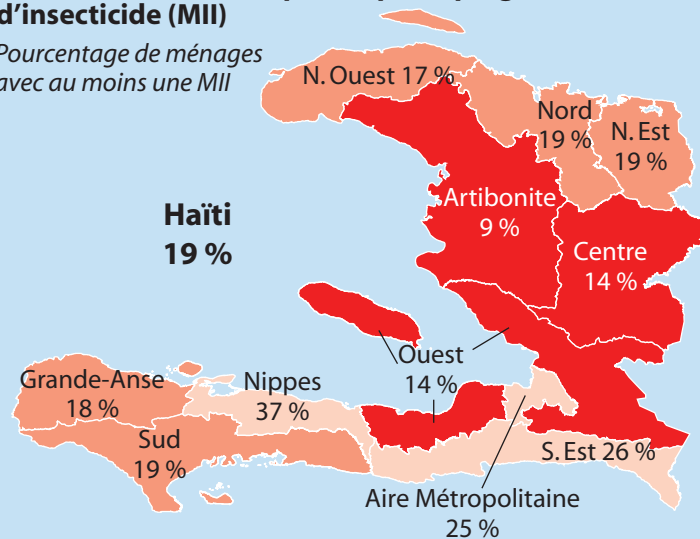 d'insecticide (MII)
Pourcentage de ménages
avec au moins une MII
N. Ouest 17 %
Nord
19 %
N. Est
19 %
Artibonite
9 %
Haïti
19 %
Centre
14 %
Ouest
14 %
Grande-Anse
18 %
Nippes
37 %
Sud
19 %
S. Est 26 %
Aire Métropolitaine
25 %